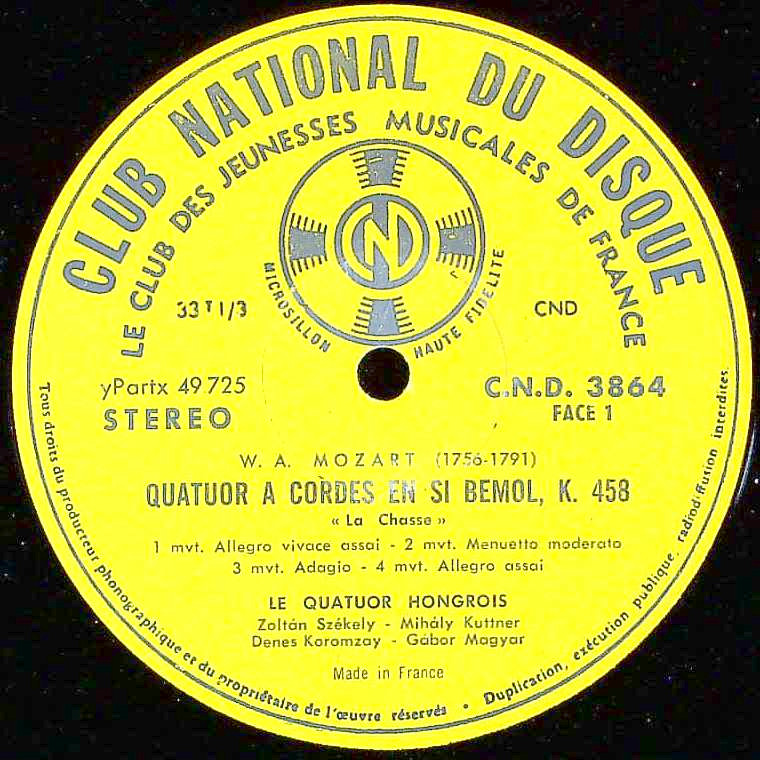 CLUB NATIONAL DU DISQUE
LE CLUB DES JEUNESSES MUSICALES DE FRANCE
CN
MICROSILLON HAUTE FIDELITE
33 T 1/3 CND
yPartx 49.725 C.N.D. 3864
STEREO FACE 1
W. A. MOZART (1756-1791)
QUATUOR A CORDES EN SI BEMOL, K. 458
« La Chasse »
1 mvt. Allegro vivace assai - 2 mvt. Menuetto moderato
3 mvt. Adagio - 4 mvt. Allegro assai
LE QUATUOR HONGROIS
Zoltán Székely - Mihály Kuttner
Denes Koromzay - Gábor Magyar
Made in France
Tous droits du producteur phonographique et du propriétaire de l'œuvre réservés • Duplication, exécution publique, radiodiffusion interdites.